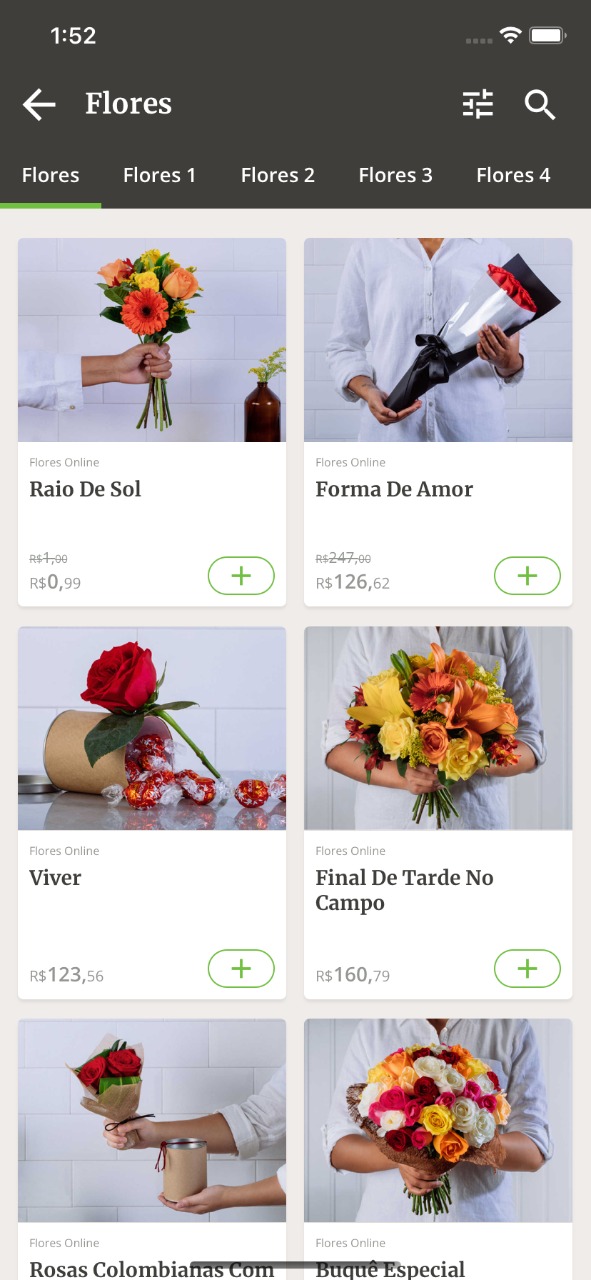 1:52
Flores
Flores Flores 1 Flores 2 Flores 3 Flores 4
Flores Online
Raio De Sol
R$1,00
R$0,99
Flores Online
Forma De Amor
R$247,00
R$126,62
Flores Online
Viver
R$123,56
Flores Online
Final De Tarde No
Campo
R$160,79
Flores Online
Rosas Colombianas Com
Flores Online
Buquê Especial